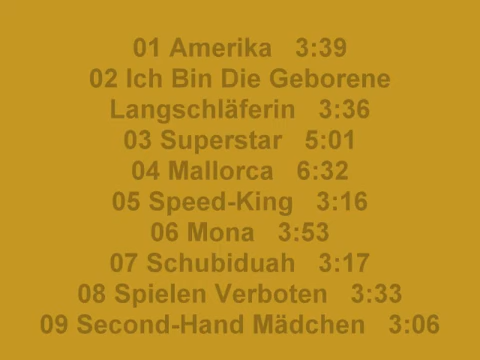 01 Amerika 3:39
02 Ich Bin Die Geborene
Langschläferin 3:36
03 Superstar 5:01
04 Mallorca 6:32
05 Speed-King 3:16
06 Mona 3:53
07 Schubiduah 3:17
08 Spielen Verboten 3:33
09 Second-Hand Mädchen 3:06